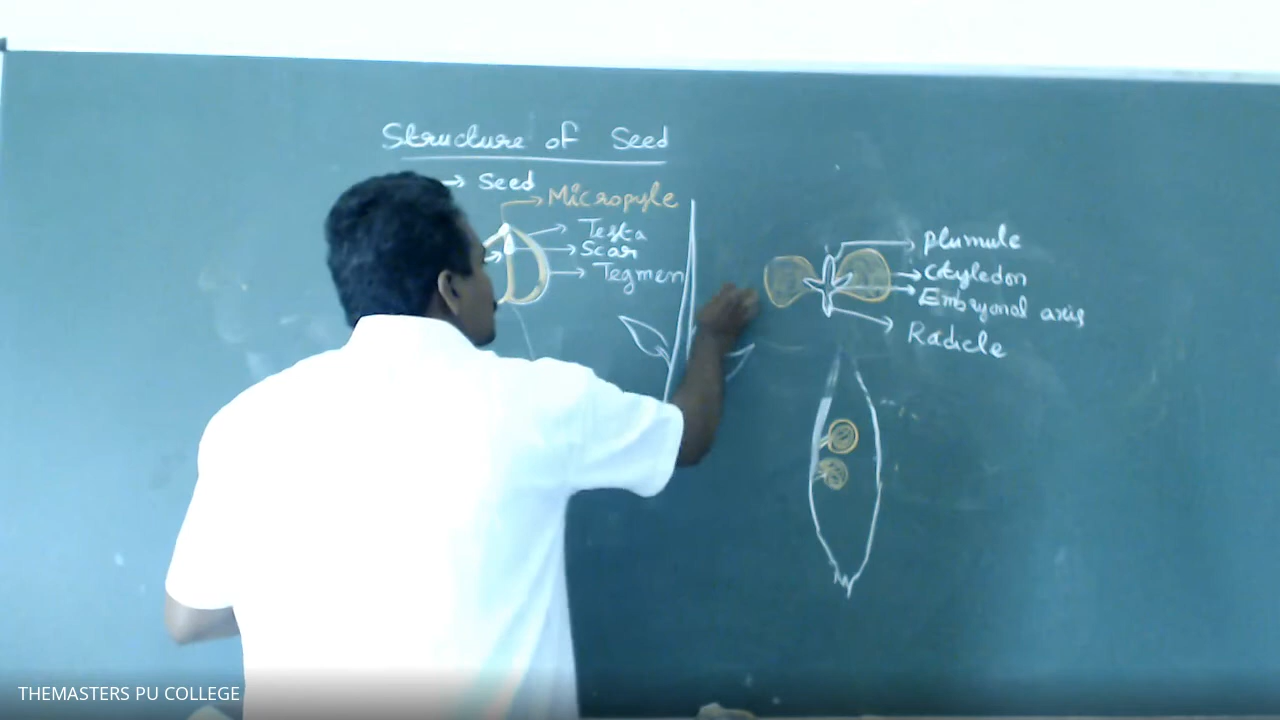 Structure of Seed
→ Seed
Micropyle
Testa
Scar
Tegmen
plumule
Cotyledon
Embryonal axis
Radicle
THEMASTERS PU COLLEGE